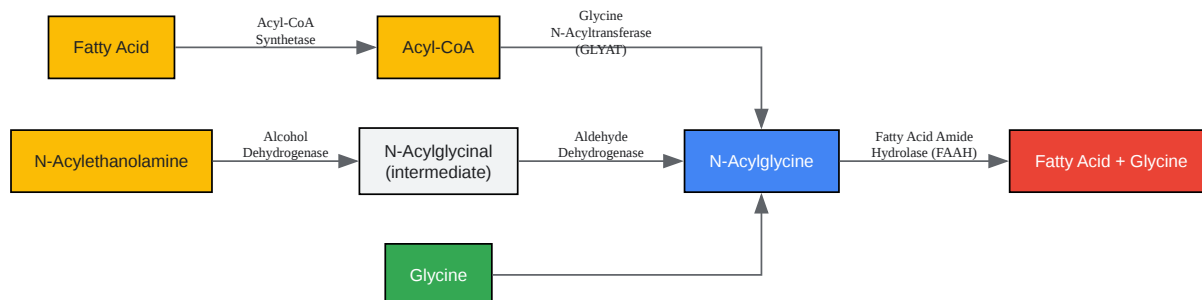 Fatty Acid
Acyl-CoA
Synthetase
Acyl-CoA
Glycine
N-Acyltransferase
(GLYAT)
N-Acylethanolamine
Alcohol
Dehydrogenase
N-Acylglycinal
(intermediate)
Aldehyde
Dehydrogenase
N-Acylglycine
Fatty Acid Amide
Hydrolase (FAAH)
Fatty Acid + Glycine
Glycine